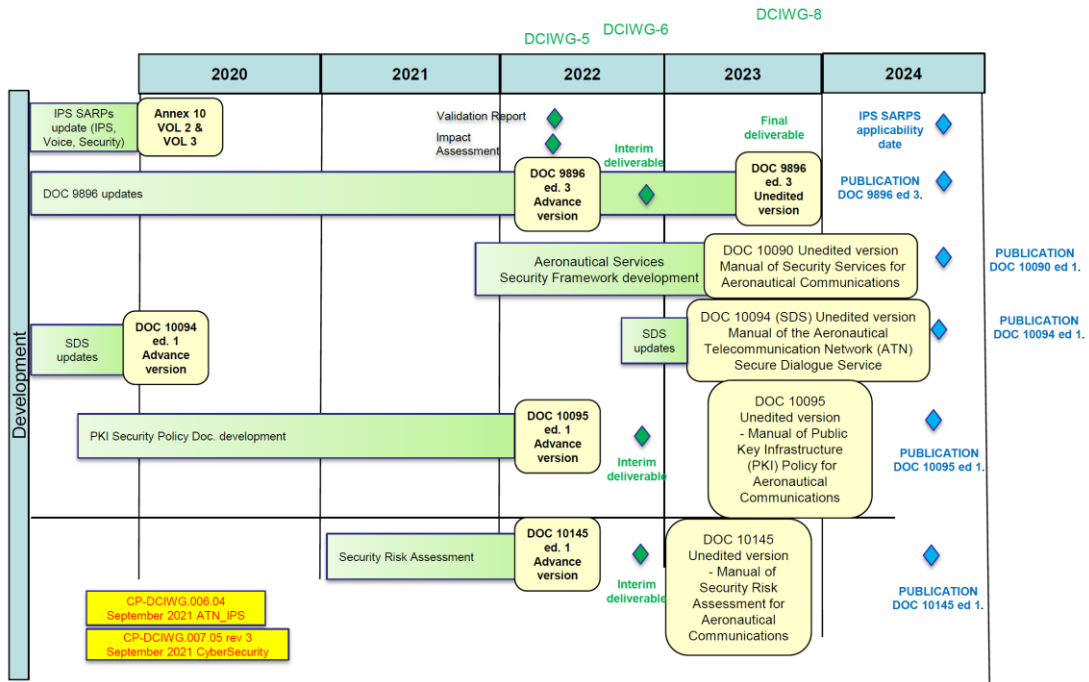 DCIWG-5
DCIWG-6
DCIWG-8
2020
2021
2022
2023
2024
Development
IPS SARPs
update (IPS,
Voice, Security)
Annex 10
VOL 2 &
VOL 3
Validation Report
Impact
Assessment
Interim
deliverable
Final
deliverable
IPS SARPS
applicability
date
DOC 9896 updates
DOC 9896
ed. 3
Advance
version
DOC 9896
ed. 3
Unedited
version
PUBLICATION
DOC 9896 ed 3.
Aeronautical Services
Security Framework development
DOC 10090 Unedited version
Manual of Security Services for
Aeronautical Communications
PUBLICATION
DOC 10090 ed 1.
SDS
updates
DOC 10094
ed. 1
Advance
version
SDS
updates
DOC 10094 (SDS) Unedited version
Manual of the Aeronautical
Telecommunication Network (ATN)
Secure Dialogue Service
PUBLICATION
DOC 10094 ed 1.
PKI Security Policy Doc. development
DOC 10095
ed. 1
Advance
version
Interim
deliverable
DOC 10095
Unedited version
- Manual of Public
Key Infrastructure
(PKI) Policy for
Aeronautical
Communications
PUBLICATION
DOC 10095 ed 1.
Security Risk Assessment
DOC 10145
ed. 1
Advance
version
Interim
deliverable
DOC 10145
Unedited version
- Manual of
Security Risk
Assessment for
Aeronautical
Communications
PUBLICATION
DOC 10145 ed 1.
CP-DCIWG.006.04
September 2021 ATN_IPS
CP-DCIWG.007.05 rev 3
September 2021 CyberSecurity